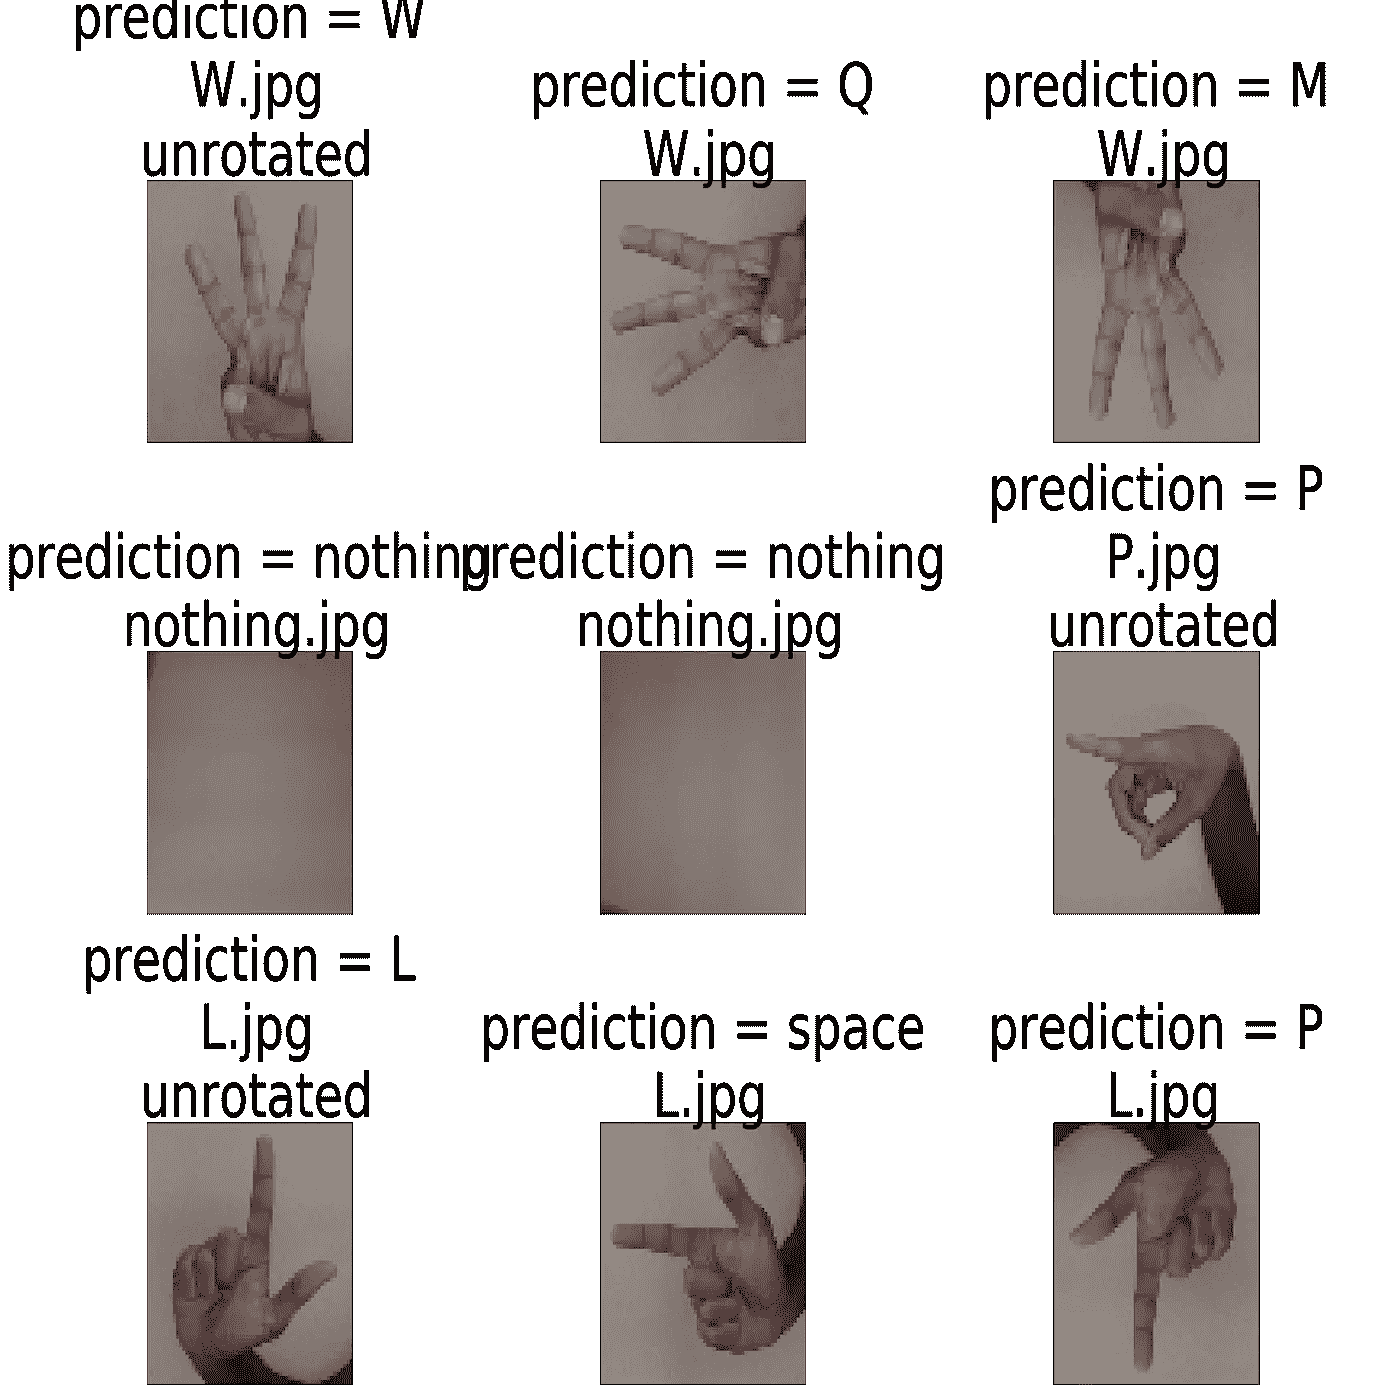 prediction = W
W.jpg
unrotated
prediction = Q
W.jpg
prediction = M
W.jpg
prediction = nothing
nothing.jpg
prediction = nothing
nothing.jpg
prediction = P
P.jpg
unrotated
prediction = L
L.jpg
unrotated
prediction = space
L.jpg
prediction = P
L.jpg